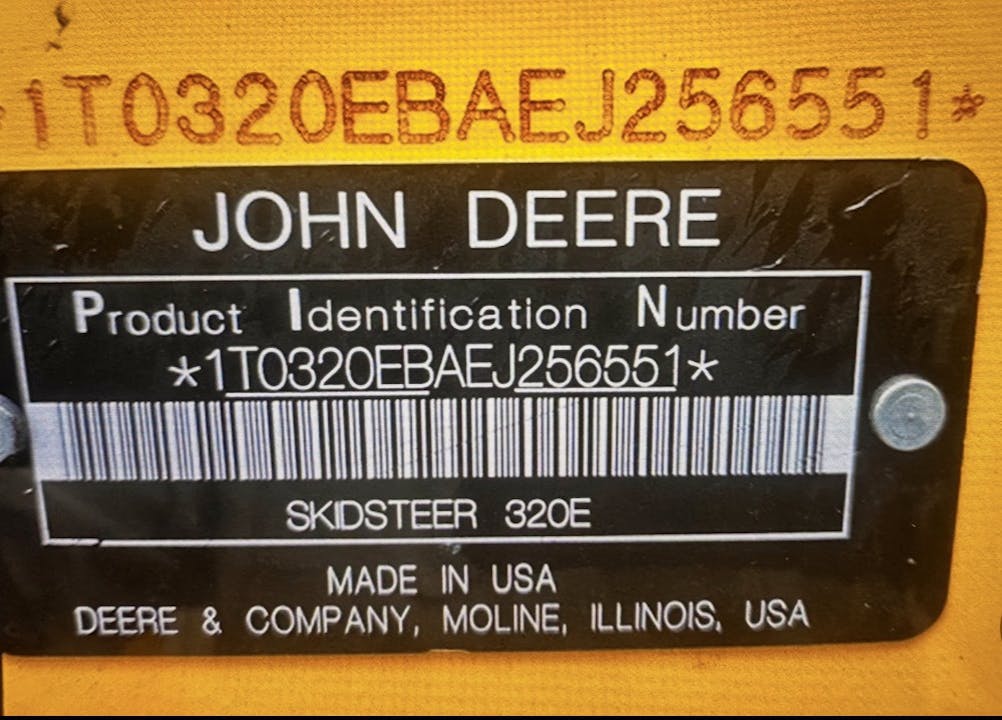 1T0320EBAEJ256551*
JOHN DEERE
Product Identification Number
*1T0320EBAEJ256551*
SKIDSTEER 320E
MADE IN USA
DEERE & COMPANY, MOLINE, ILLINOIS, USA